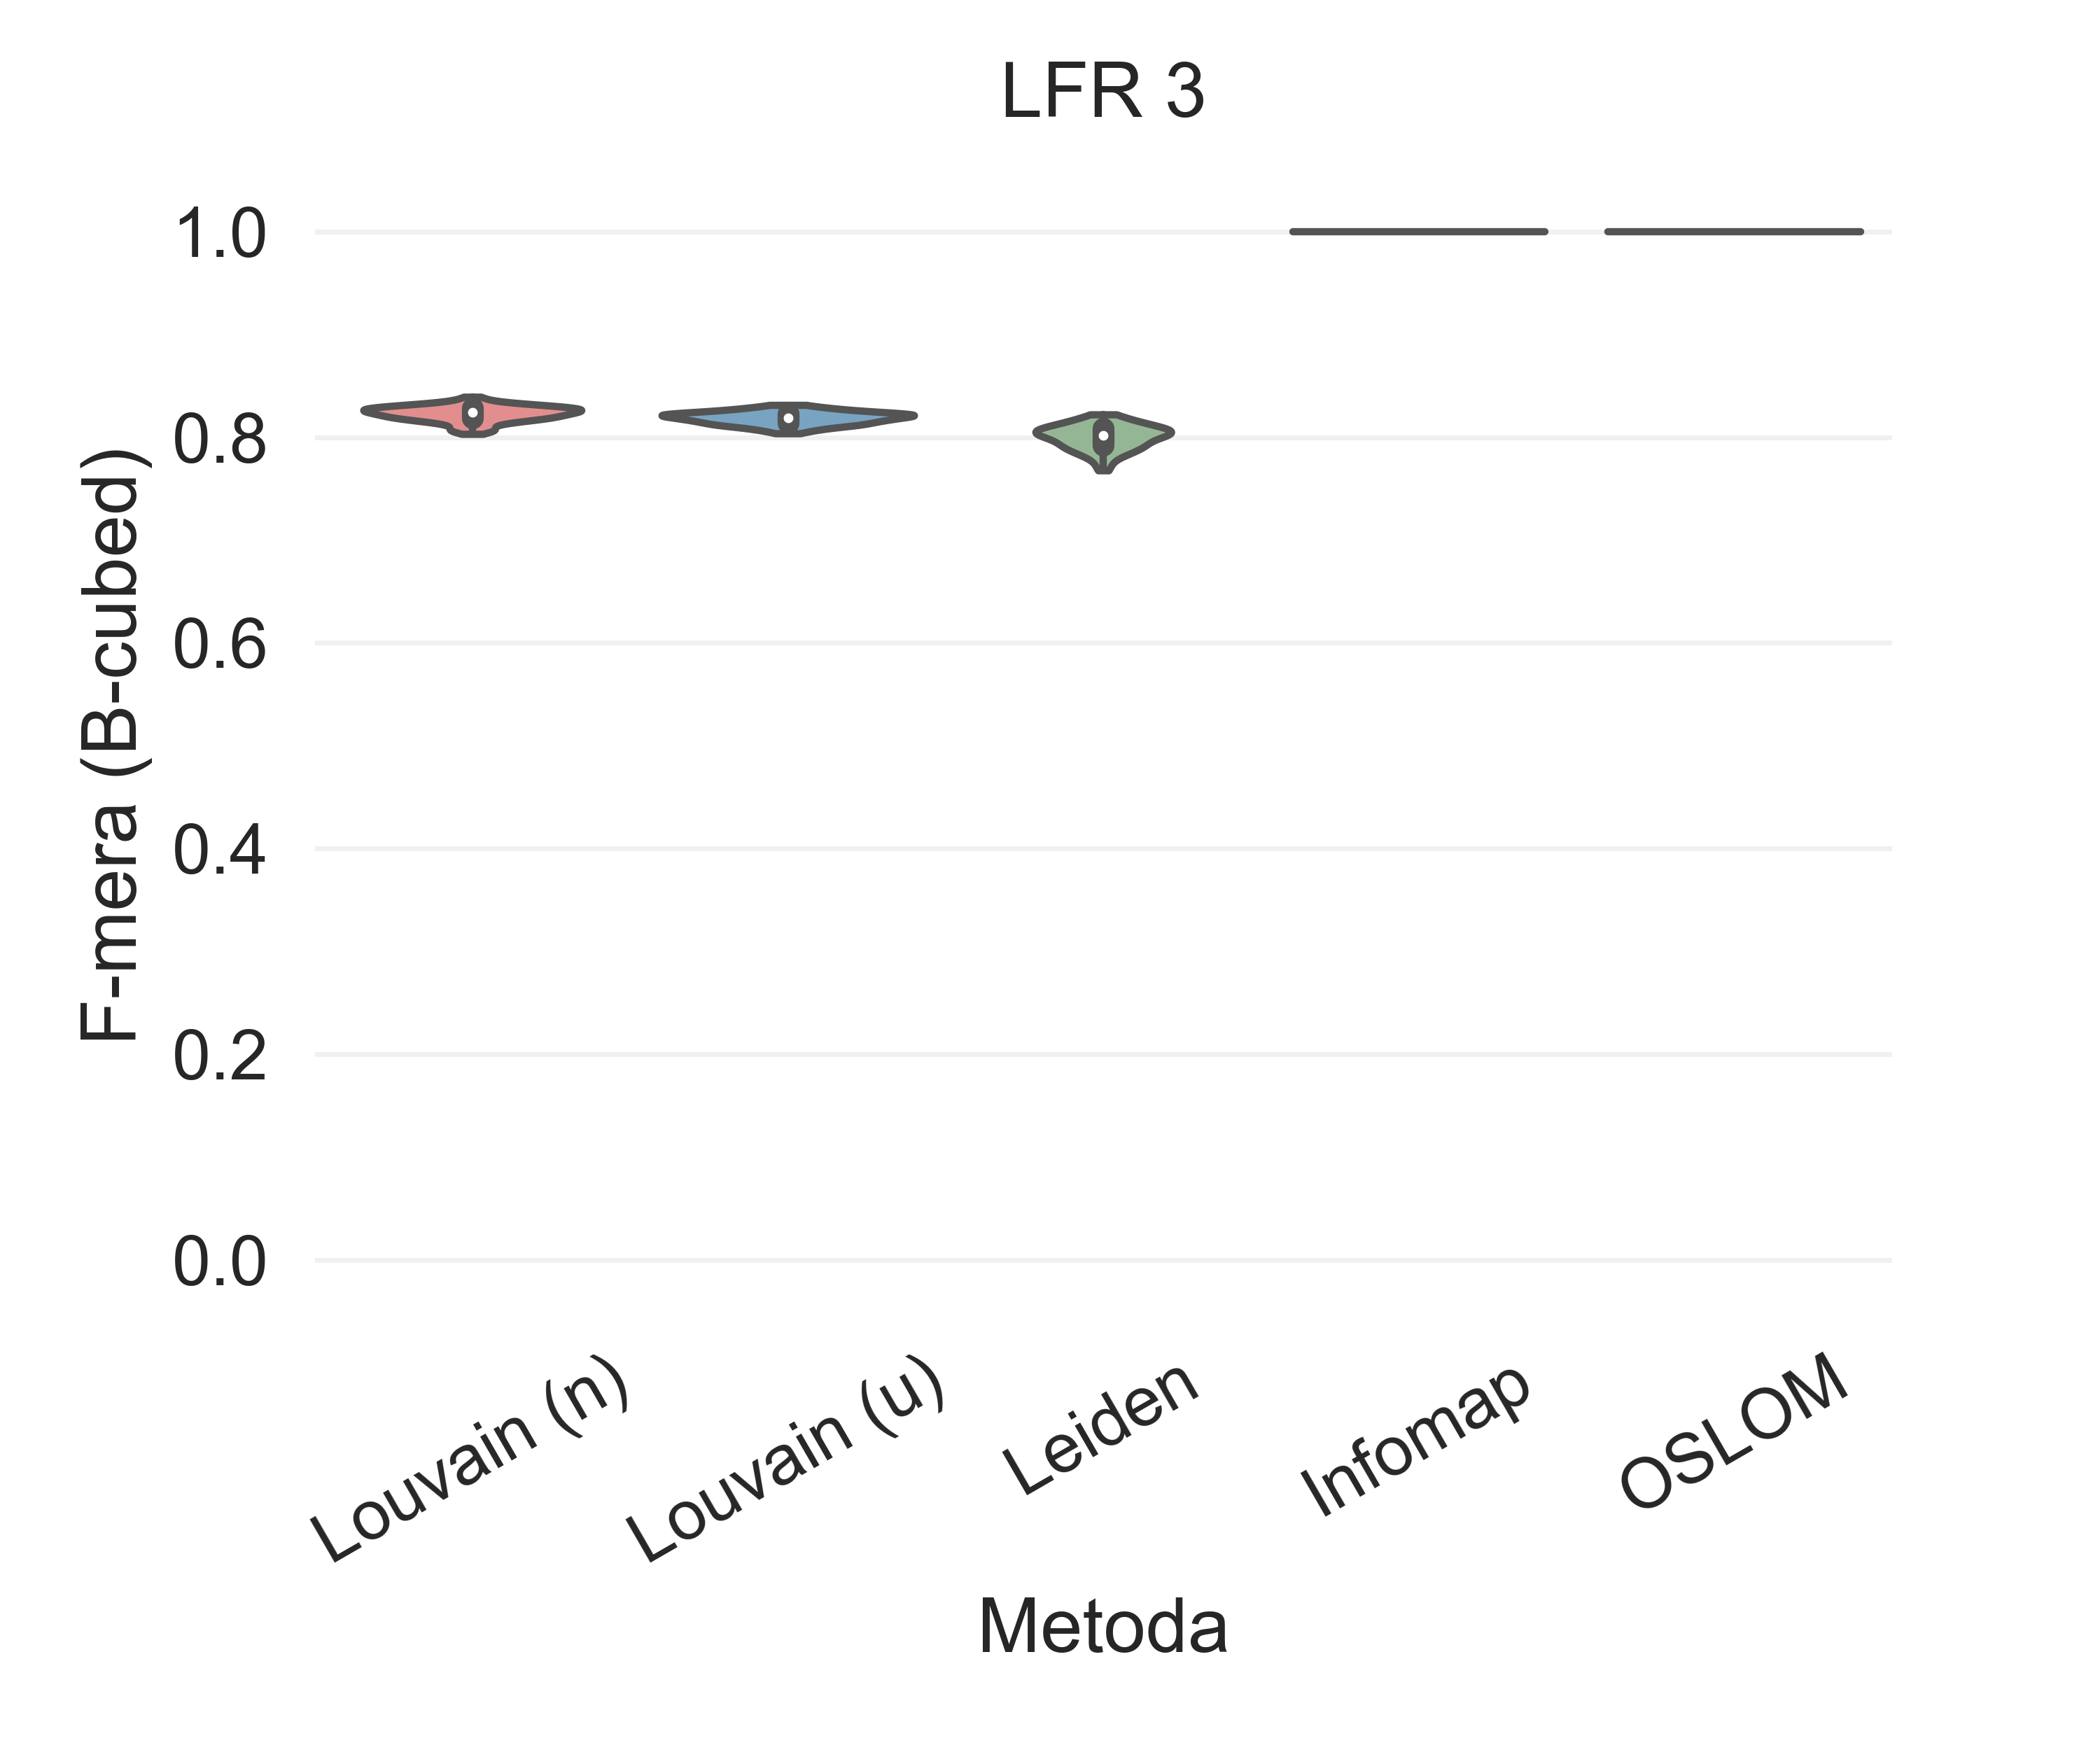 LFR 3
1.0
0.8
0.6
0.4
0.2
0.0
F-mera (B-cubed)
Louvain (n)
Louvain (u)
Leiden
Infomap
OSLOM
Metoda